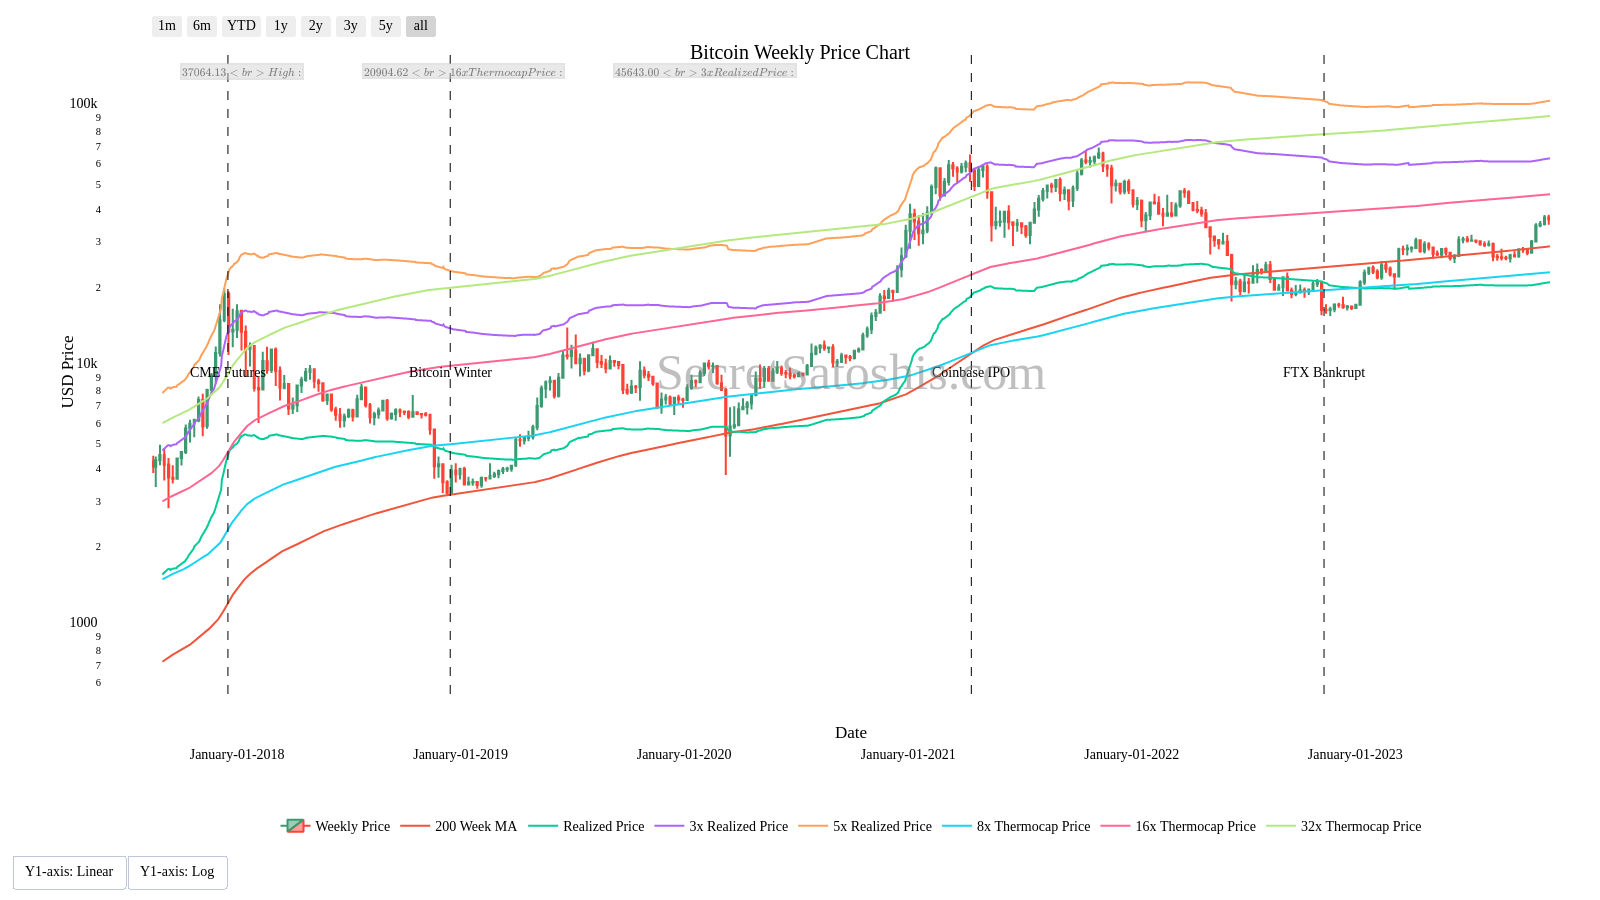 1m 6m YTD 1y 2y 3y 5y all
Bitcoin Weekly Price Chart
37064.13 < br > High : 20904.62 < br > 16xThermocapPrice : 45643.00 < br > 3xRealizedPrice :
100k
9
8
7
6
5
4
3
2
10k
9
8
7
6
5
4
3
2
1000
9
8
7
6
USD Price
SecretSatoshis.com
CME Futures Bitcoin Winter Coinbase IPO FTX Bankrupt
Date
January-01-2018 January-01-2019 January-01-2020 January-01-2021 January-01-2022 January-01-2023
Weekly Price 200 Week MA Realized Price 3x Realized Price 5x Realized Price 8x Thermocap Price 16x Thermocap Price 32x Thermocap Price
Y1-axis: Linear Y1-axis: Log